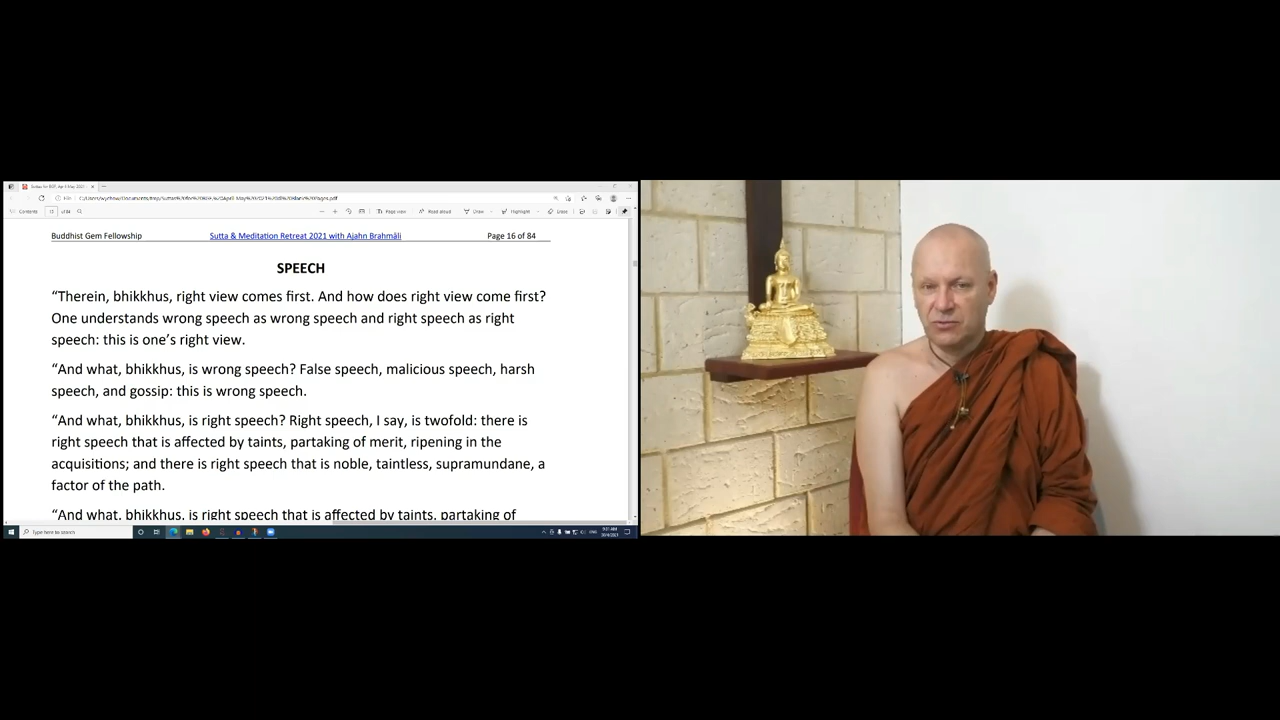 Buddhist Gem Fellowship Sutta & Meditation Retreat 2021 with Ajahn Brahmāli Page 16 of 84
SPEECH
“Therein, bhikkhus, right view comes first. And how does right view come first?
One understands wrong speech as wrong speech and right speech as right
speech: this is one’s right view.
“And what, bhikkhus, is wrong speech? False speech, malicious speech, harsh
speech, and gossip: this is wrong speech.
“And what, bhikkhus, is right speech? Right speech, I say, is twofold: there is
right speech that is affected by taints, partaking of merit, ripening in the
acquisitions; and there is right speech that is noble, taintless, supramundane, a
factor of the path.
“And what, bhikkhus, is right speech that is affected by taints, partaking of
Type here to search